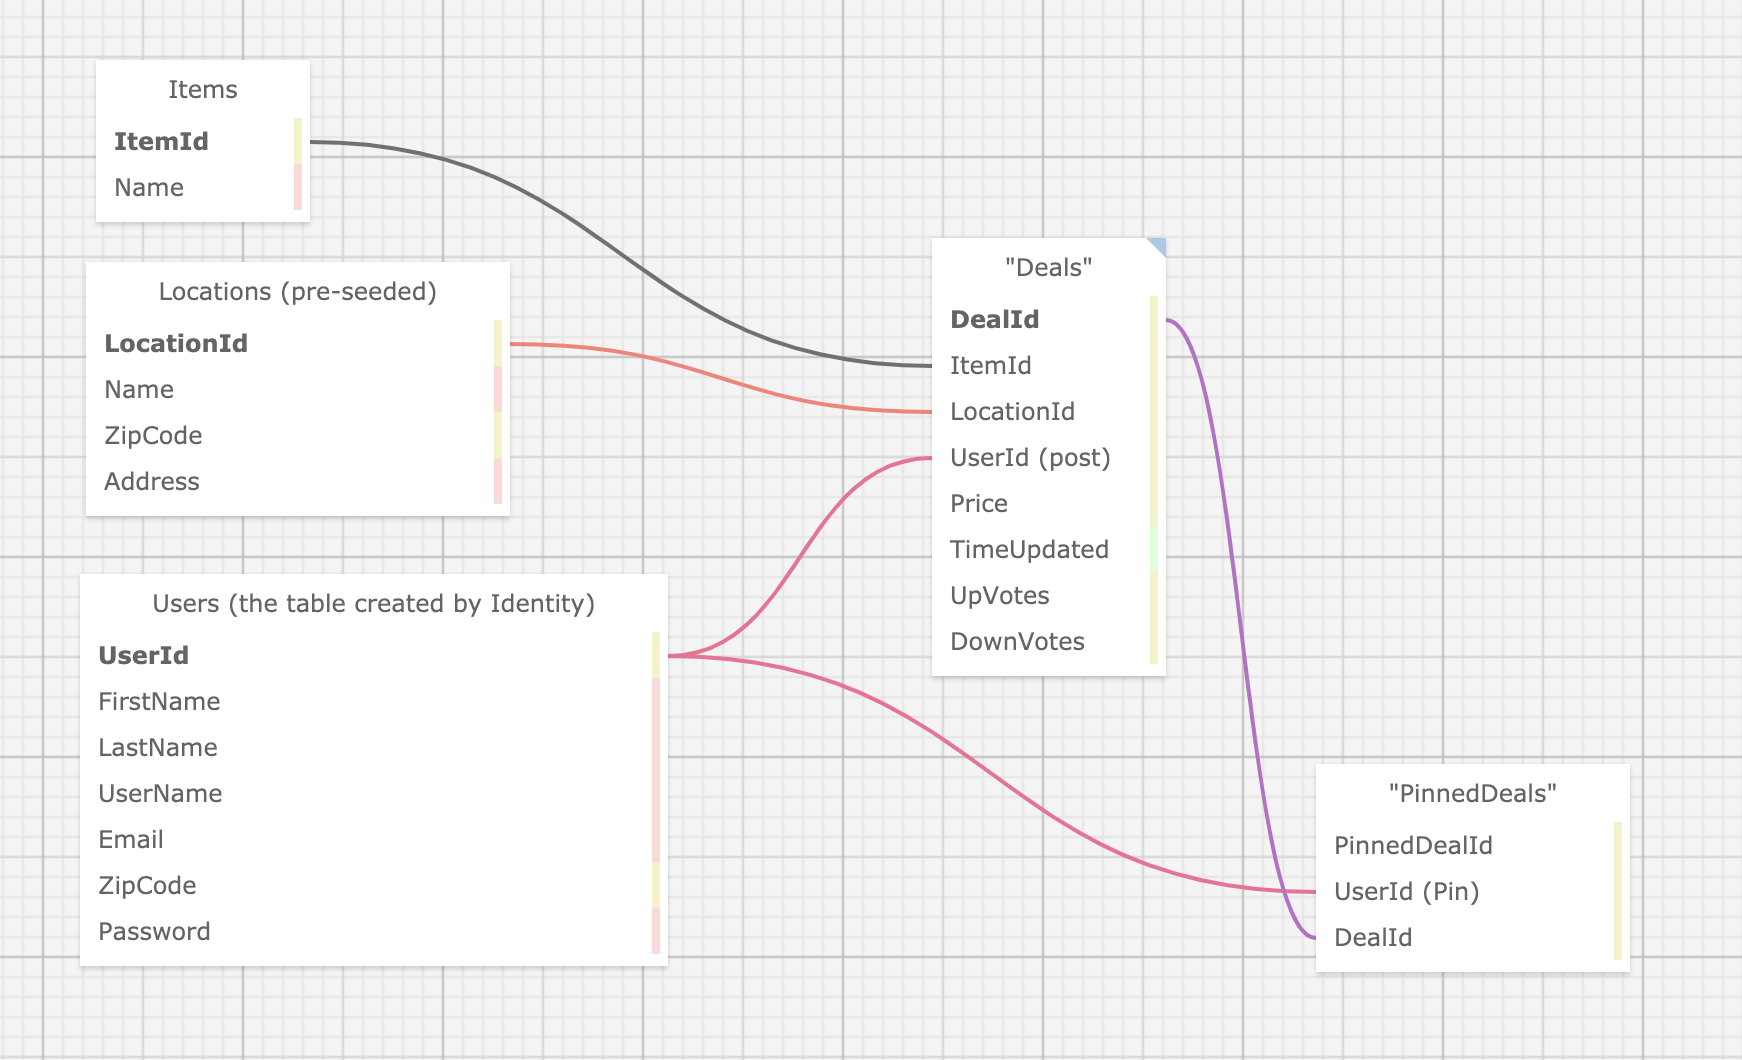 Items
ItemId
Name
Locations (pre-seeded)
LocationId
Name
ZipCode
Address
Users (the table created by Identity)
UserId
FirstName
LastName
UserName
Email
ZipCode
Password
"Deals"
DealId
ItemId
LocationId
UserId (post)
Price
TimeUpdated
UpVotes
DownVotes
"PinnedDeals"
PinnedDealId
UserId (Pin)
DealId